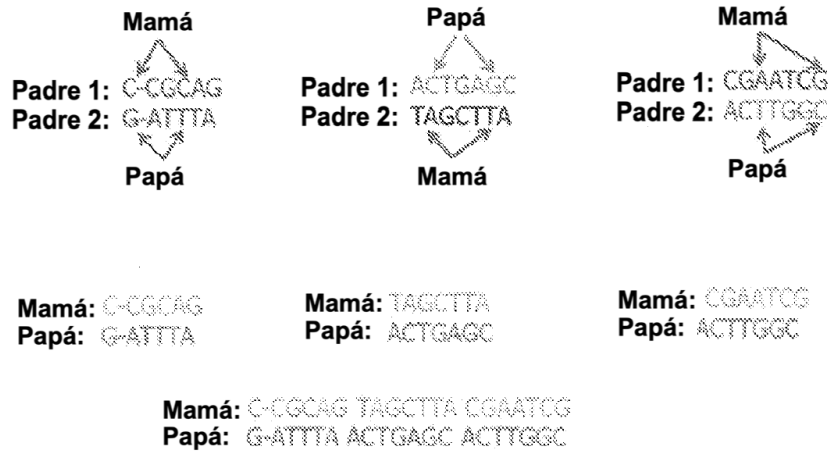 Mamá
Padre 1: C-CGCAG
Padre 2: G-ATTTA
Papá
Papá
Padre 1: ACTGAGC
Padre 2: TAGCTTA
Mamá
Mamá
Padre 1: CGAATCG
Padre 2: ACTTGGC
Papá
Mamá: C-CGCAG
Papá: G-ATTTA
Mamá: TAGCTTA
Papá: ACTGAGC
Mamá: CGAATCG
Papá: ACTTGGC
Mamá: C-CGCAG TAGCTTA CGAATCG
Papá: G-ATTTA ACTGAGC ACTTGGC